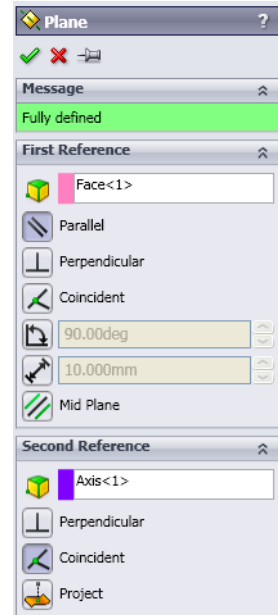 Plane ?
Message
Fully defined
First Reference
Face<1>
Parallel
Perpendicular
Coincident
90.00deg
10.000mm
Mid Plane
Second Reference
Axis<1>
Perpendicular
Coincident
Project